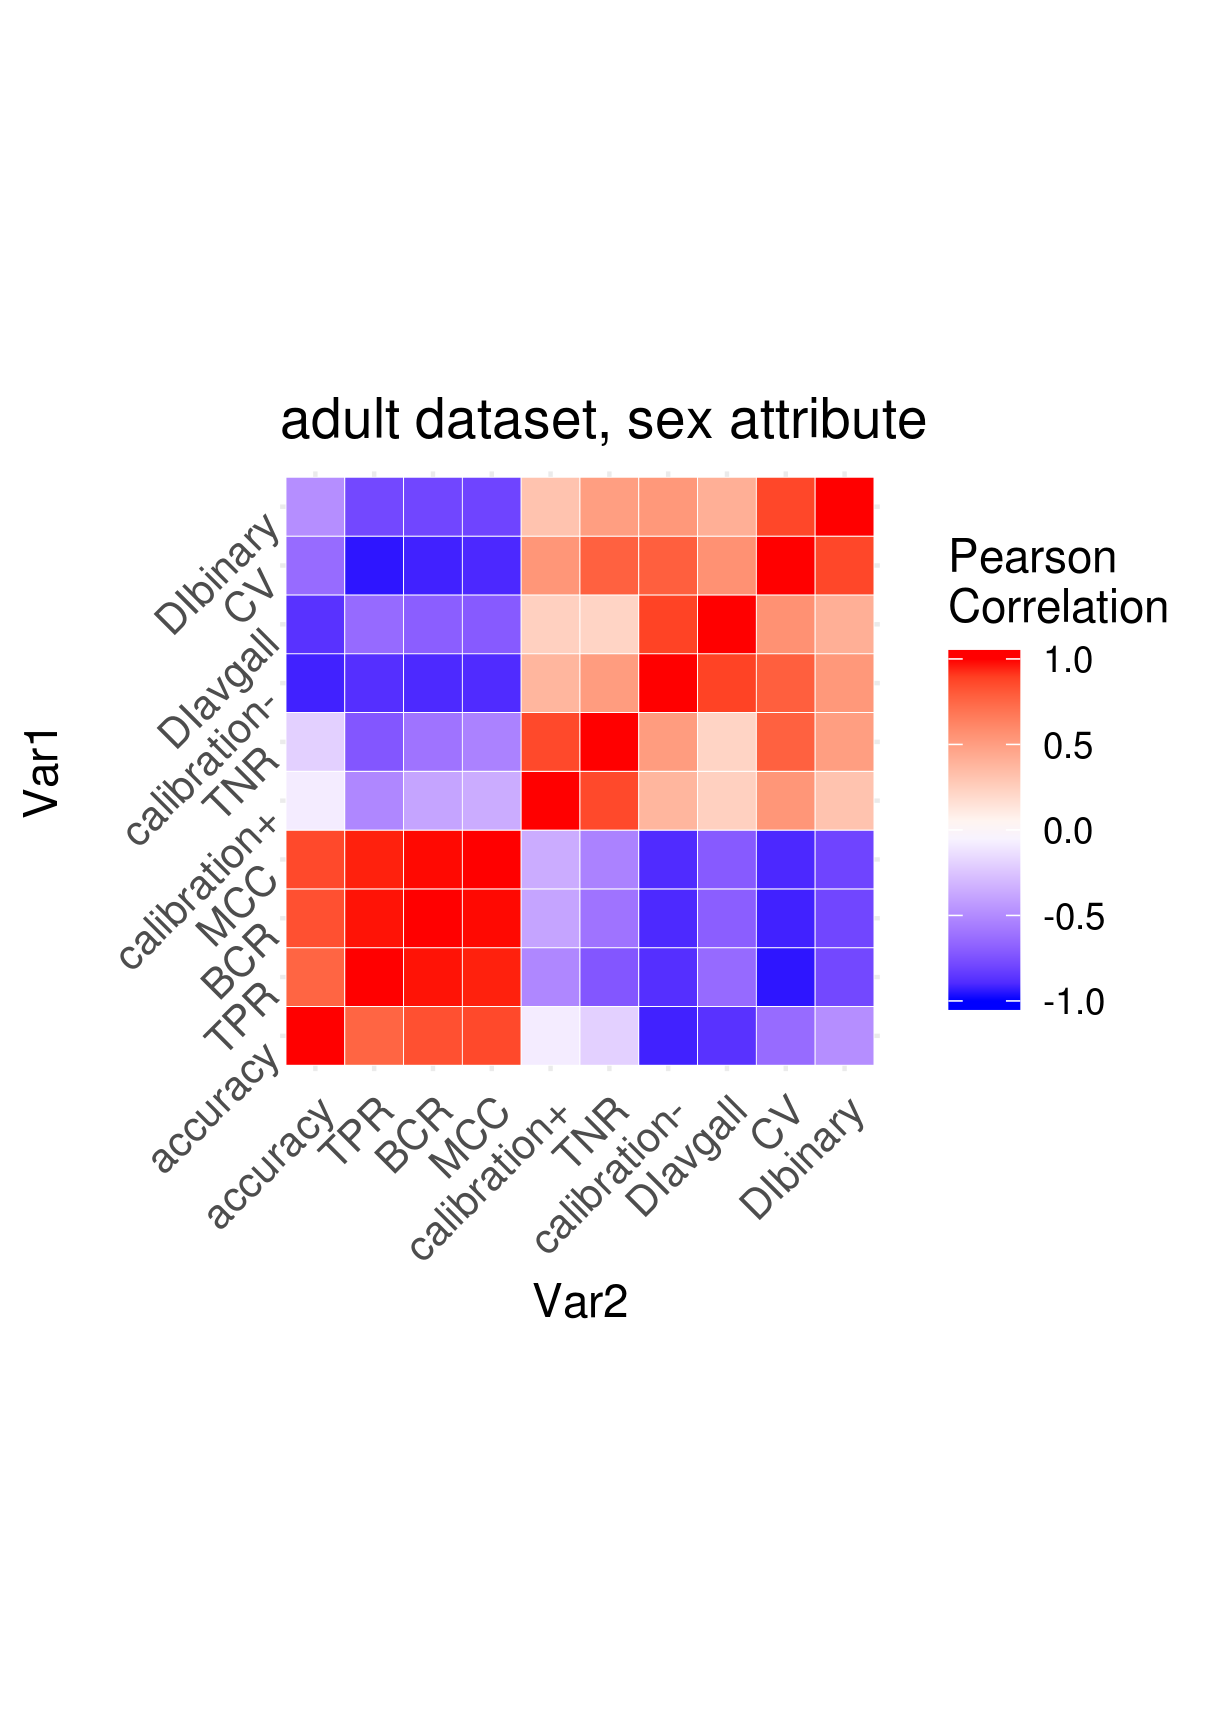 adult dataset, sex attribute
Var1
DIbinary
CV
DIavgall
calibration-
TNR
calibration+
MCC
BCR
TPR
accuracy
accuracy
TPR
BCR
MCC
calibration+
TNR
calibration-
DIavgall
CV
DIbinary
Var2
Pearson
Correlation
1.0
0.5
0.0
-0.5
-1.0